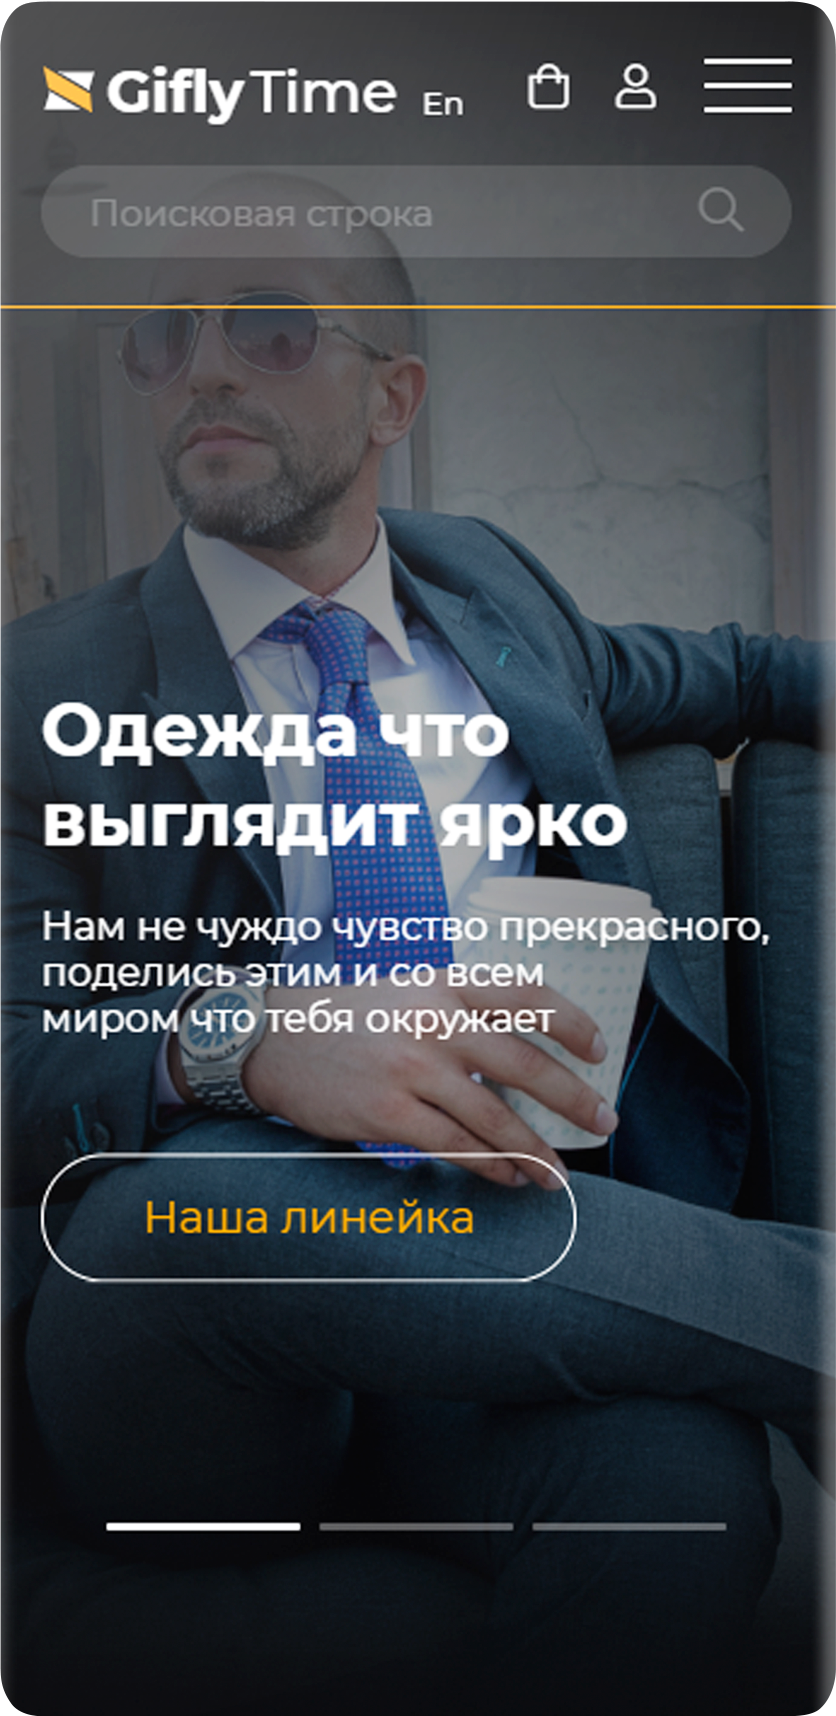 Gifly Time En
Поисковая строка
Одежда что
выглядит ярко
Нам не чуждо чувство прекрасного,
поделись этим и со всем
миром что тебя окружает
Наша линейка